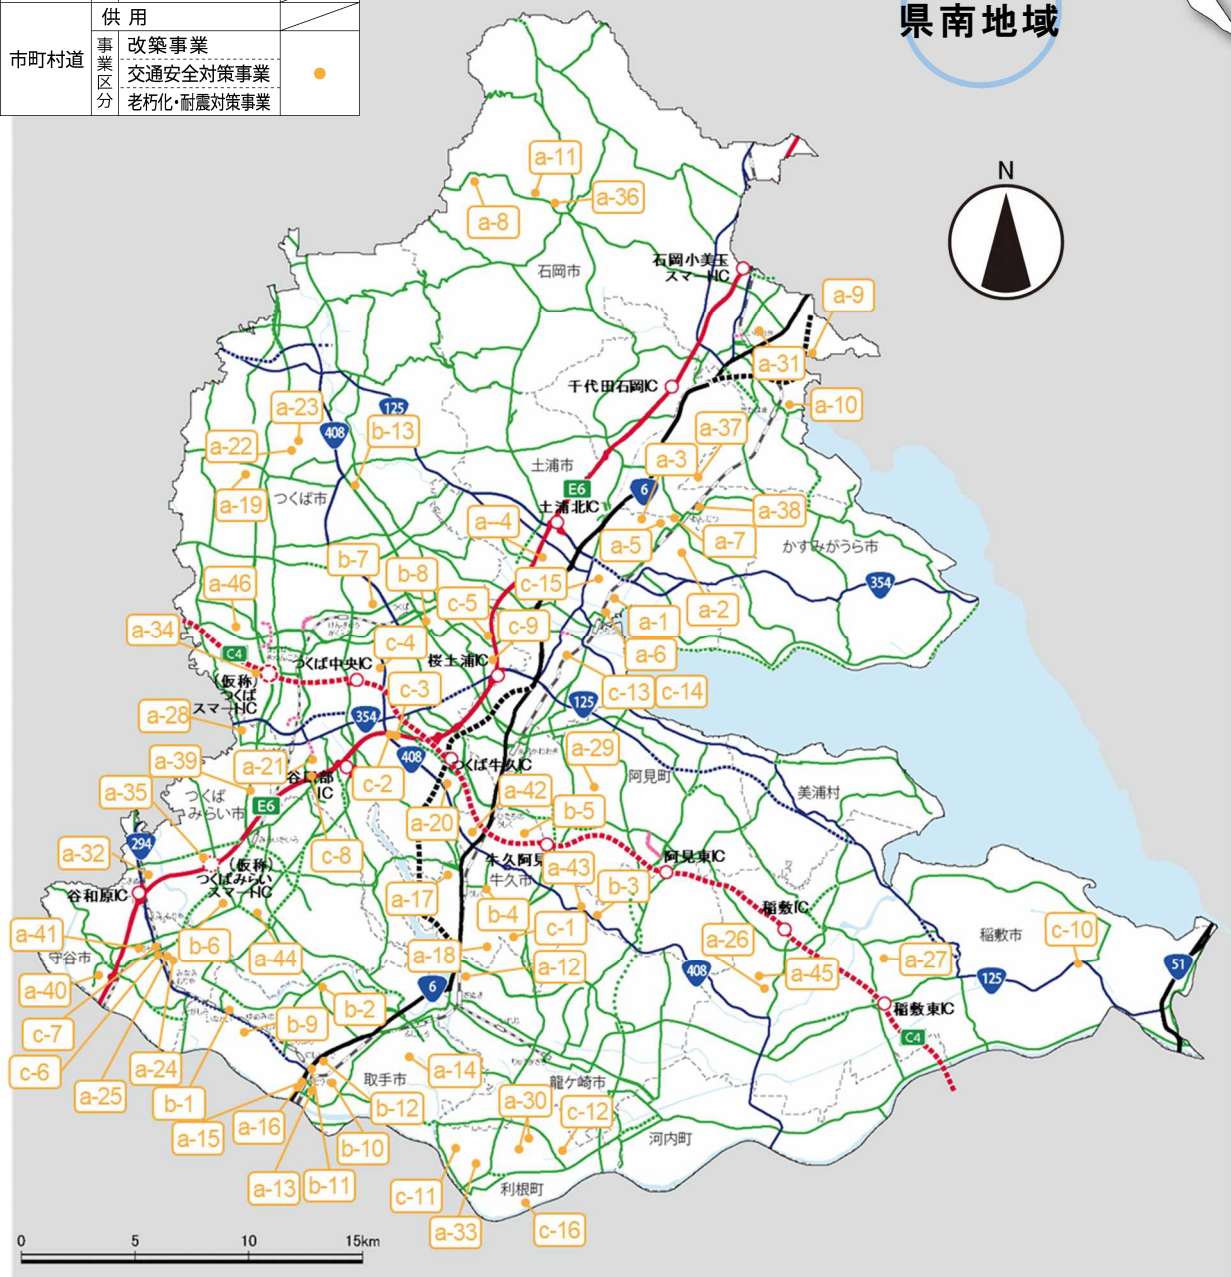 県南地域
供用
市町村道
事業区分
改築事業
交通安全対策事業
老朽化・耐震対策事業
N
a-11
a-36
a-8
石岡市
石岡小美玉
スマートIC
a-9
a-31
千代田石岡IC
a-10
a-23
125
408
b-13
a-22
a-37
a-3
土浦市
E6
6
a-19
つくば市
土浦北IC
a-4
a-38
a-5
a-7
かすみがうら市
b-7
b-8
c-15
354
a-46
c-5
a-2
a-1
a-34
c-9
C4
c-4
a-6
つくば中央IC
桜土浦IC
(仮称)
つくば
スマートIC
c-3
c-13
c-14
a-28
354
125
a-39
a-21
408
つくば牛久IC
a-29
谷田部
IC
c-2
阿見町
a-35
つくば
みらい市
E6
a-42
美浦村
a-20
b-5
294
a-32
c-8
(仮称)
つくばみらい
スマートIC
牛久阿見
阿見東IC
a-43
谷和原IC
牛久市
a-17
b-3
稲敷IC
b-4
c-1
a-41
b-6
守谷市
a-44
a-18
a-26
稲敷市
c-10
a-12
a-45
a-27
51
a-40
408
125
6
c-7
b-2
稲敷東IC
b-9
c-6
a-24
C4
a-25
b-1
取手市
a-14
龍ケ崎市
b-12
a-30
c-12
a-15
a-16
b-10
河内町
a-13
b-11
c-11
利根町
a-33
c-16
0 5 10 15km